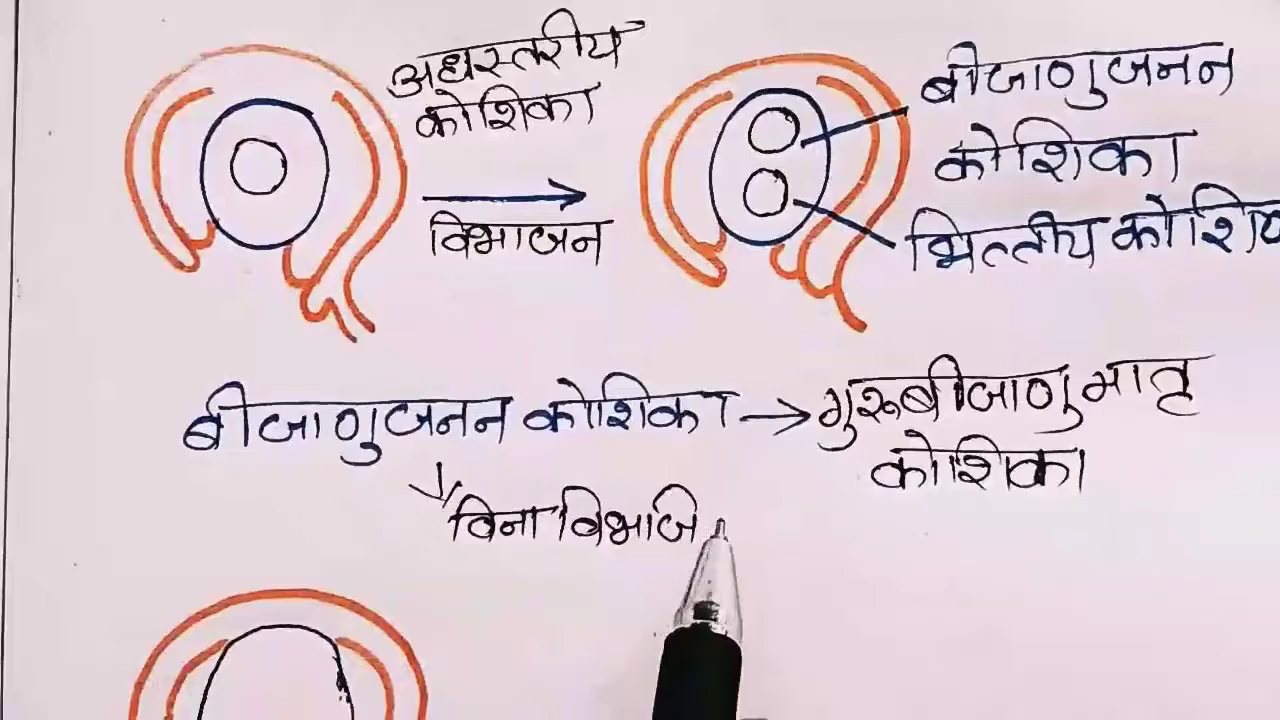 अधस्तरीय
कोशिका
विभाजन
बीजाणुजनन
कोशिका
भित्तीय कोशि
बीजाणुजनन कोशिका → गुरूबीजाणु मातृ
कोशिका
बिना विभाजि